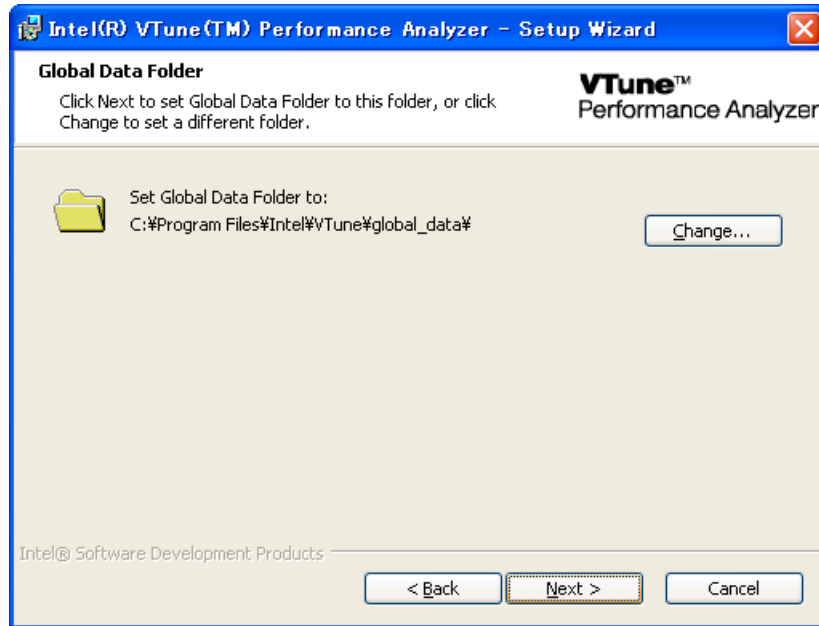 Intel(R) VTune(TM) Performance Analyzer - Setup Wizard
Global Data Folder
Click Next to set Global Data Folder to this folder, or click
Change to set a different folder.
VTune™
Performance Analyzer
Set Global Data Folder to:
C:¥Program Files¥Intel¥VTune¥global_data¥
Change...
Intel® Software Development Products
< Back
Next >
Cancel